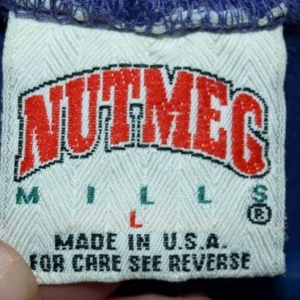 NUTMEG
MILLS®
L
MADE IN U.S.A.
FOR CARE SEE REVERSE